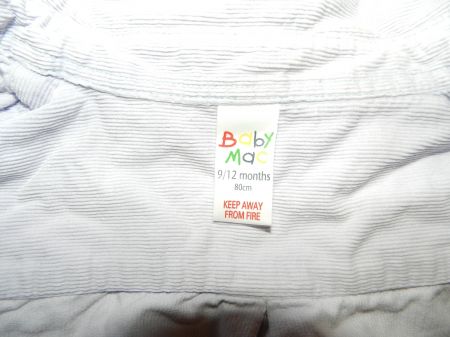 Baby
Mac
9/12 months
80cm
KEEP AWAY
FROM FIRE